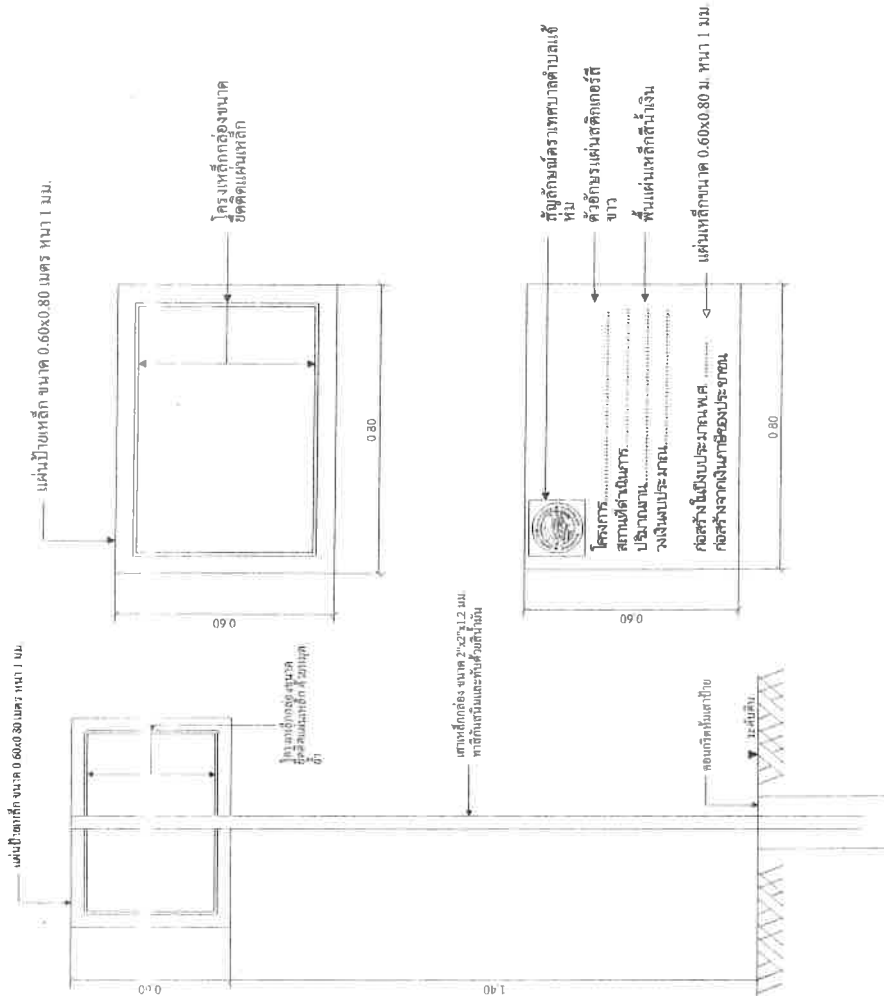 แผ่นป้ายเหล็ก ขนาด 0.60x0.80 เมตร หนา 1 มม.
โครงเหล็กกล่องขนาด
ยึดติดแผ่นเหล็ก ด้วยหมุด
ย้ำ
0.60
1.40
เสาเหล็กกล่อง ขนาด 2"x2"x1.2 มม.
ทาสีกันสนิมและทับด้วยสีน้ำมัน
คอนกรีตหุ้มเสาป้าย
ระดับดิน
แผ่นป้ายเหล็ก ขนาด 0.60x0.80 เมตร หนา 1 มม.
โครงเหล็กกล่องขนาด
ยึดติดแผ่นเหล็ก
0.60
0.80
สัญลักษณ์ตราเทศบาลตำบลแจ้
ห่ม
ตัวอักษรแผ่นสติกเกอร์สี
ขาว
พื้นแผ่นเหล็กสีน้ำเงิน
แผ่นเหล็กขนาด 0.60x0.80 ม. หนา 1 มม.
โครงการ....................
สถานที่ดำเนินการ....................
ปริมาณงาน....................
วงเงินงบประมาณ....................
ก่อสร้างในปีงบประมาณ พ.ศ. ..........
ก่อสร้างจากเงินภาษีของประชาชน
0.60
0.80